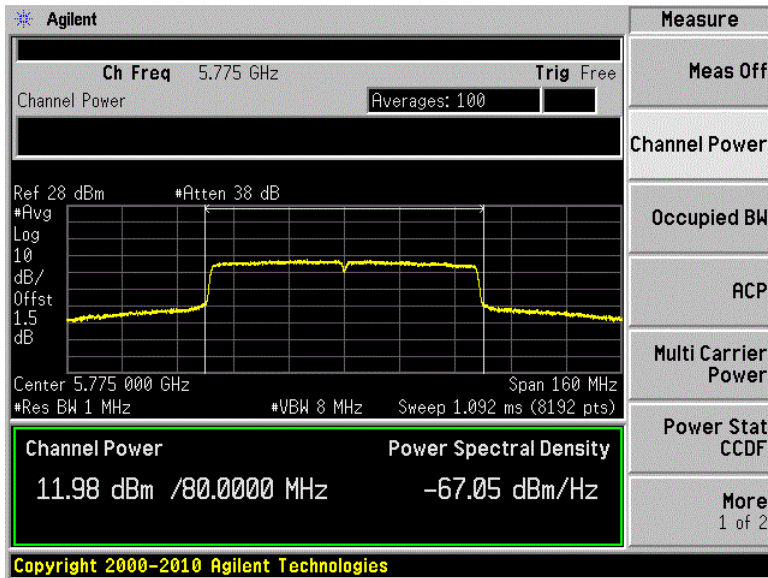 Agilent
Measure
Ch Freq 5.775 GHz Trig Free
Channel Power Averages: 100
Ref 28 dBm #Atten 38 dB
#Avg
Log
10
dB/
Offst
1.5
dB
Center 5.775 000 GHz Span 160 MHz
#Res BW 1 MHz #VBW 8 MHz Sweep 1.092 ms (8192 pts)
Channel Power Power Spectral Density
11.98 dBm /80.0000 MHz -67.05 dBm/Hz
Meas Off
Channel Power
Occupied BW
ACP
Multi Carrier
Power
Power Stat
CCDF
More
1 of 2
Copyright 2000-2010 Agilent Technologies